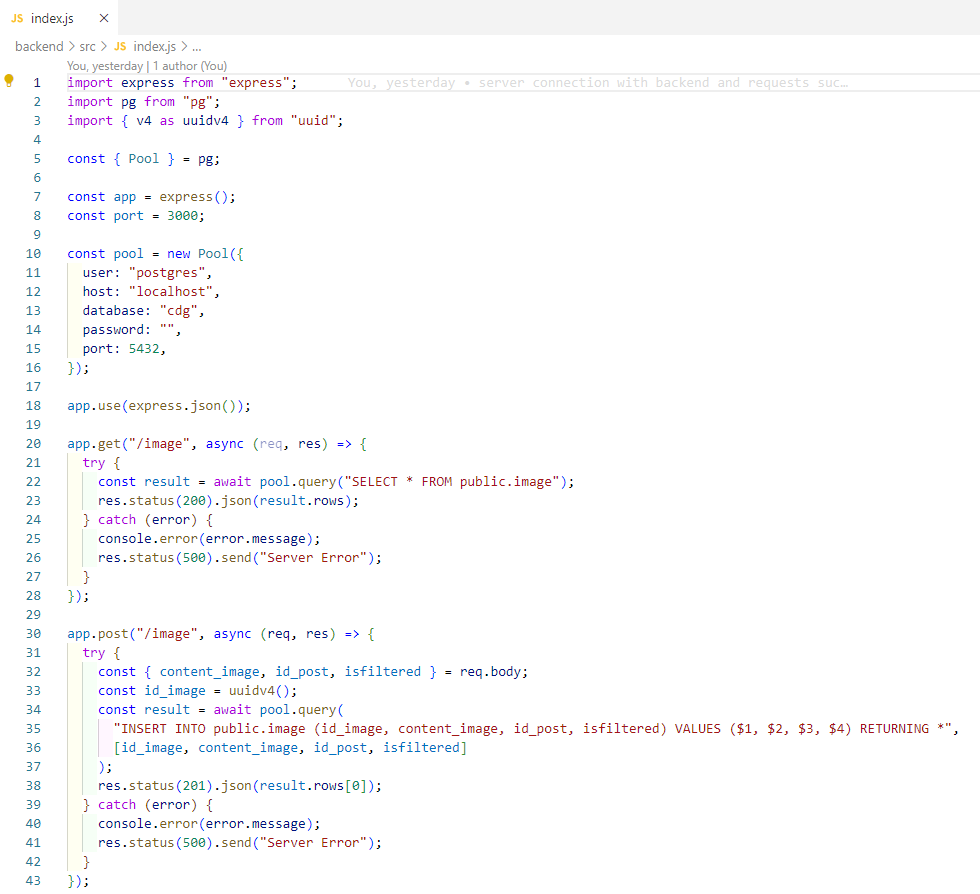 JS index.js ×
backend > src > JS index.js > ...
You, yesterday | 1 author (You)
1 import express from "express"; You, yesterday • server connection with backend and requests suc…
2 import pg from "pg";
3 import { v4 as uuidv4 } from "uuid";
4
5 const { Pool } = pg;
6
7 const app = express();
8 const port = 3000;
9
10 const pool = new Pool({
11   user: "postgres",
12   host: "localhost",
13   database: "cdg",
14   password: "",
15   port: 5432,
16 });
17
18 app.use(express.json());
19
20 app.get("/image", async (req, res) => {
21   try {
22     const result = await pool.query("SELECT * FROM public.image");
23     res.status(200).json(result.rows);
24   } catch (error) {
25     console.error(error.message);
26     res.status(500).send("Server Error");
27   }
28 });
29
30 app.post("/image", async (req, res) => {
31   try {
32     const { content_image, id_post, isfiltered } = req.body;
33     const id_image = uuidv4();
34     const result = await pool.query(
35       "INSERT INTO public.image (id_image, content_image, id_post, isfiltered) VALUES ($1, $2, $3, $4) RETURNING *",
36       [id_image, content_image, id_post, isfiltered]
37     );
38     res.status(201).json(result.rows[0]);
39   } catch (error) {
40     console.error(error.message);
41     res.status(500).send("Server Error");
42   }
43 });